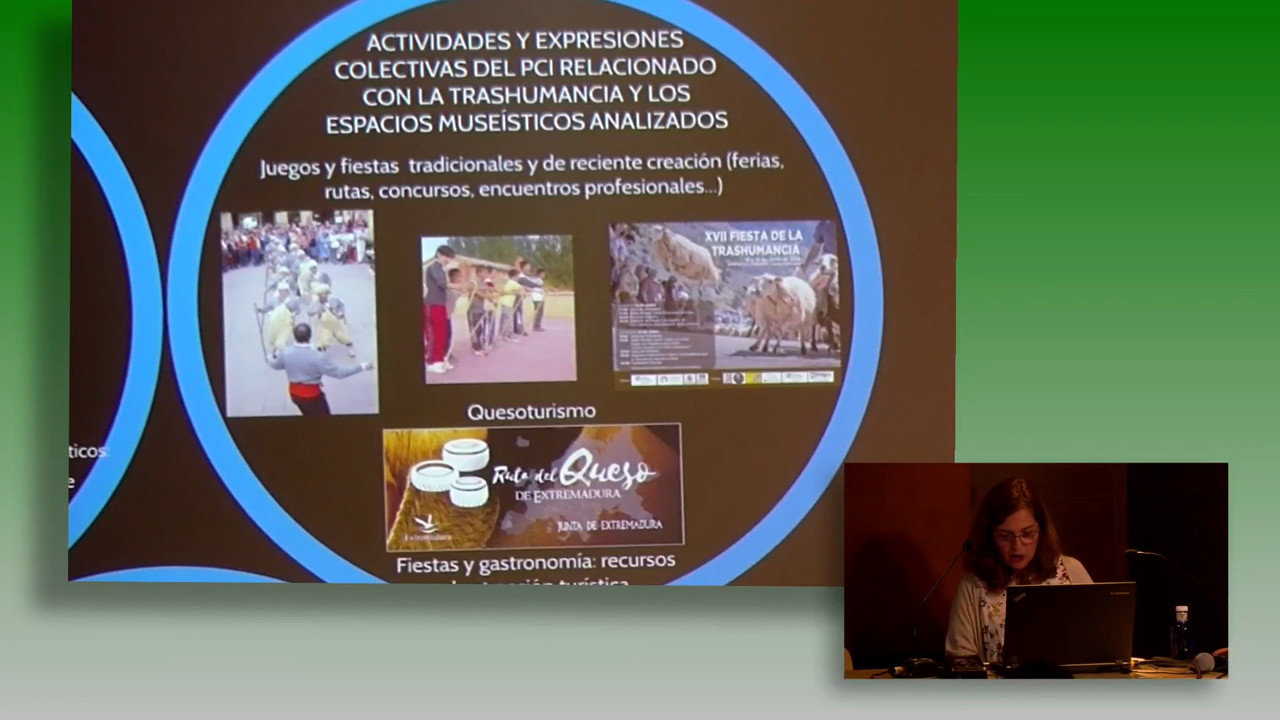 ACTIVIDADES Y EXPRESIONES
COLECTIVAS DEL PCI RELACIONADO
CON LA TRASHUMANCIA Y LOS
ESPACIOS MUSEÍSTICOS ANALIZADOS
Juegos y fiestas tradicionales y de reciente creación (ferias,
rutas, concursos, encuentros profesionales...)
XVII FIESTA DE LA
TRASHUMANCIA
Quesoturismo
Ruta del Queso
DE EXTREMADURA
JUNTA DE EXTREMADURA
Extremadura
ticos:
e
Fiestas y gastronomía: recursos
turística